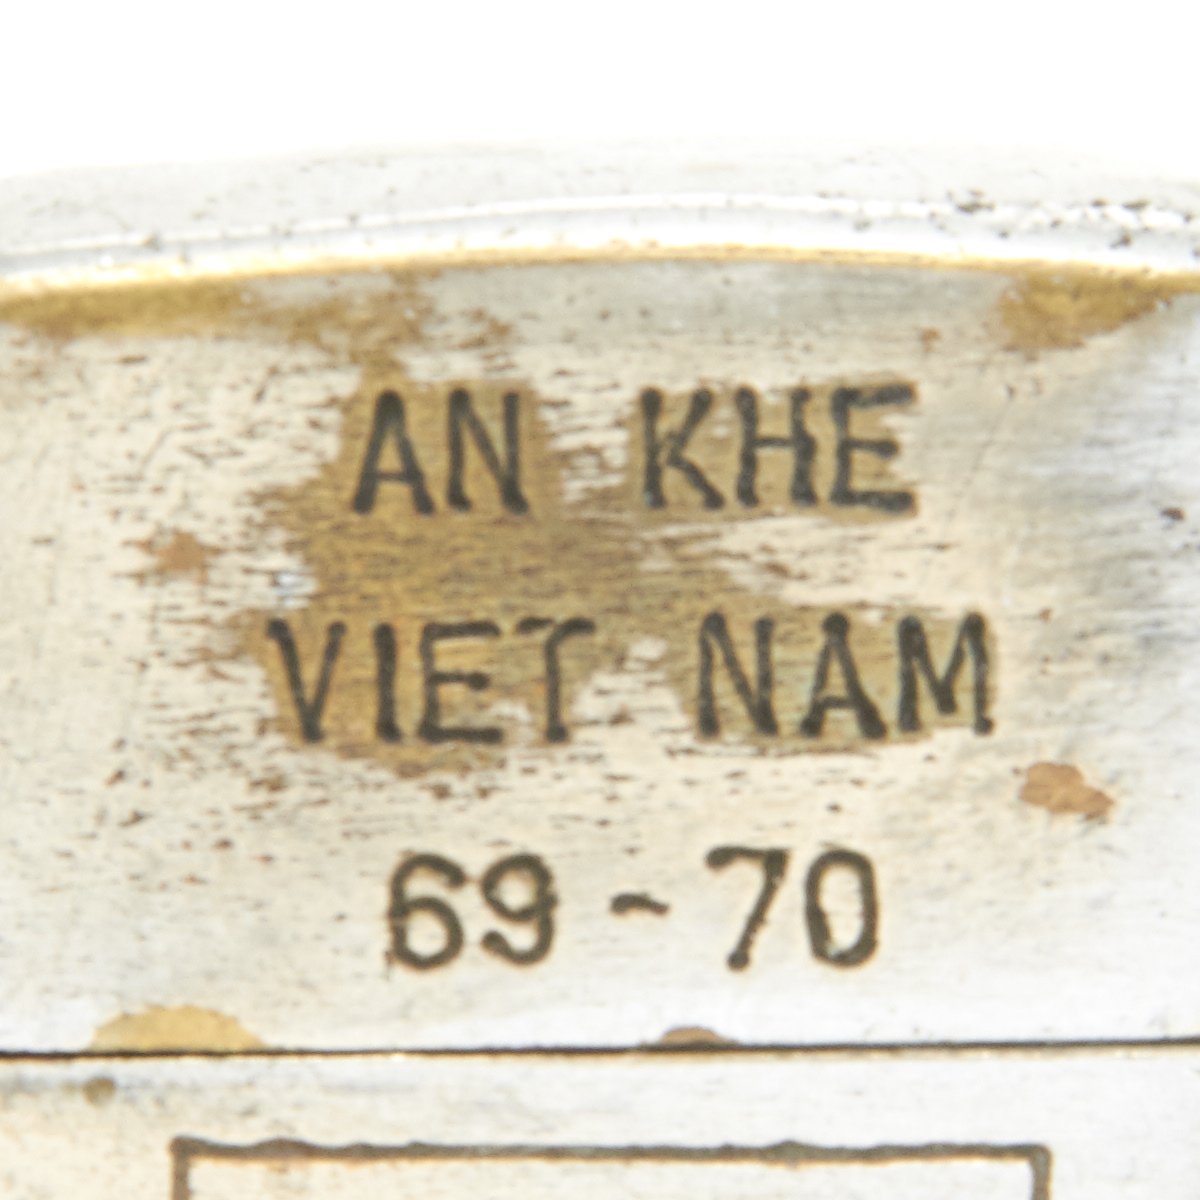 AN KHE
VIET NAM
69-70